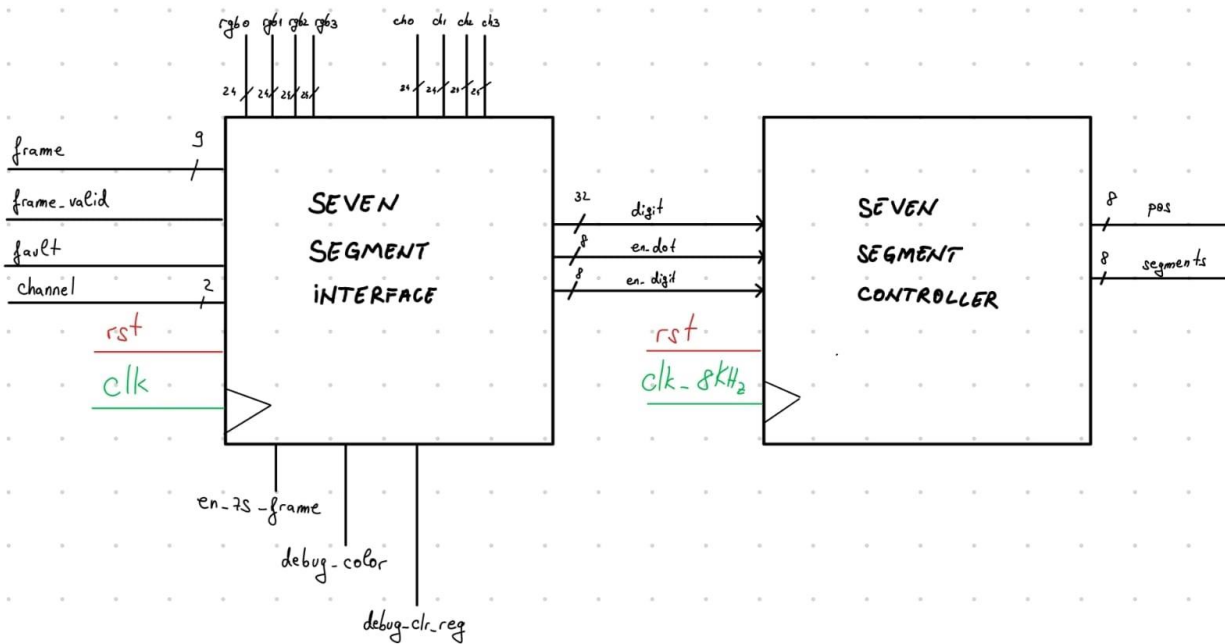 rgb0 rgb1 rgb2 rgb3
ch0 ch1 ch2 ch3
24 24 24 24
24 24 24 24
frame 9
frame_valid
fault
channel 2
rst
clk
SEVEN
SEGMENT
INTERFACE
32 digit
8 en_dot
8 en_digit
rst
clk_8kHz
SEVEN
SEGMENT
CONTROLLER
8 pos
8 segments
en_7S_frame
debug_color
debug_clr_reg